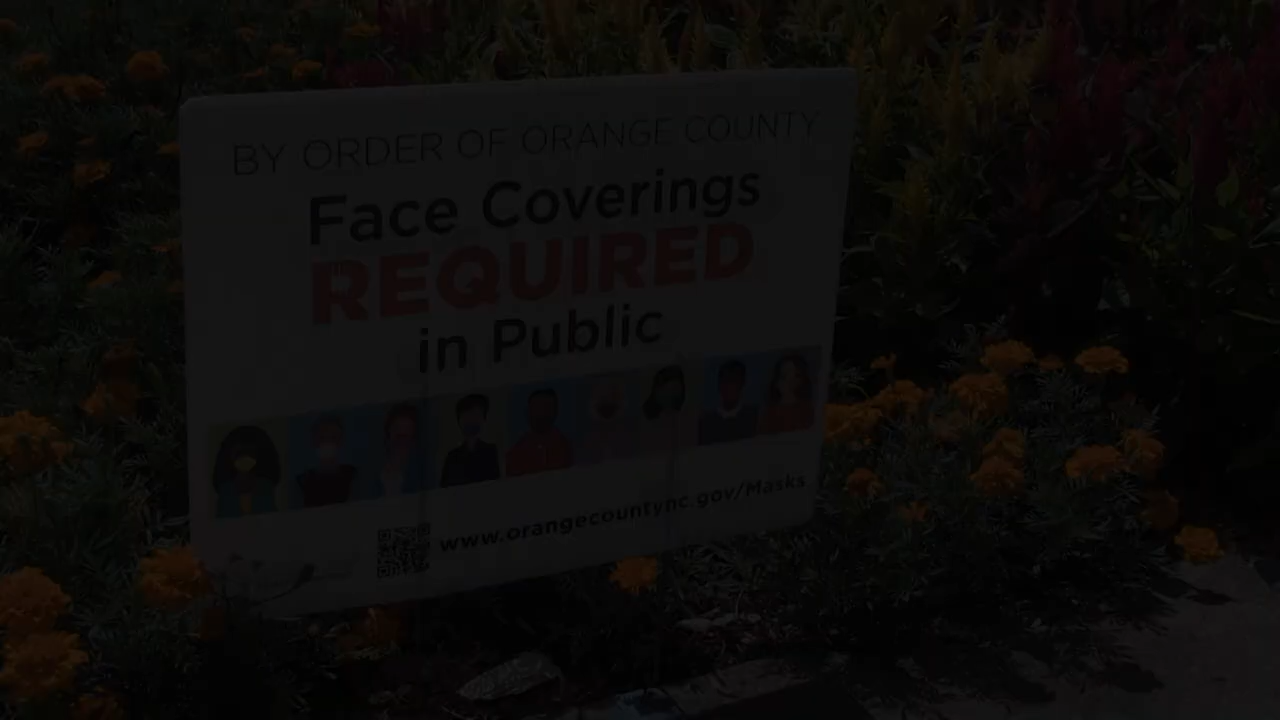 BY ORDER OF ORANGE COUNTY
Face Coverings
REQUIRED
in Public
www.orangecountync.gov/Masks